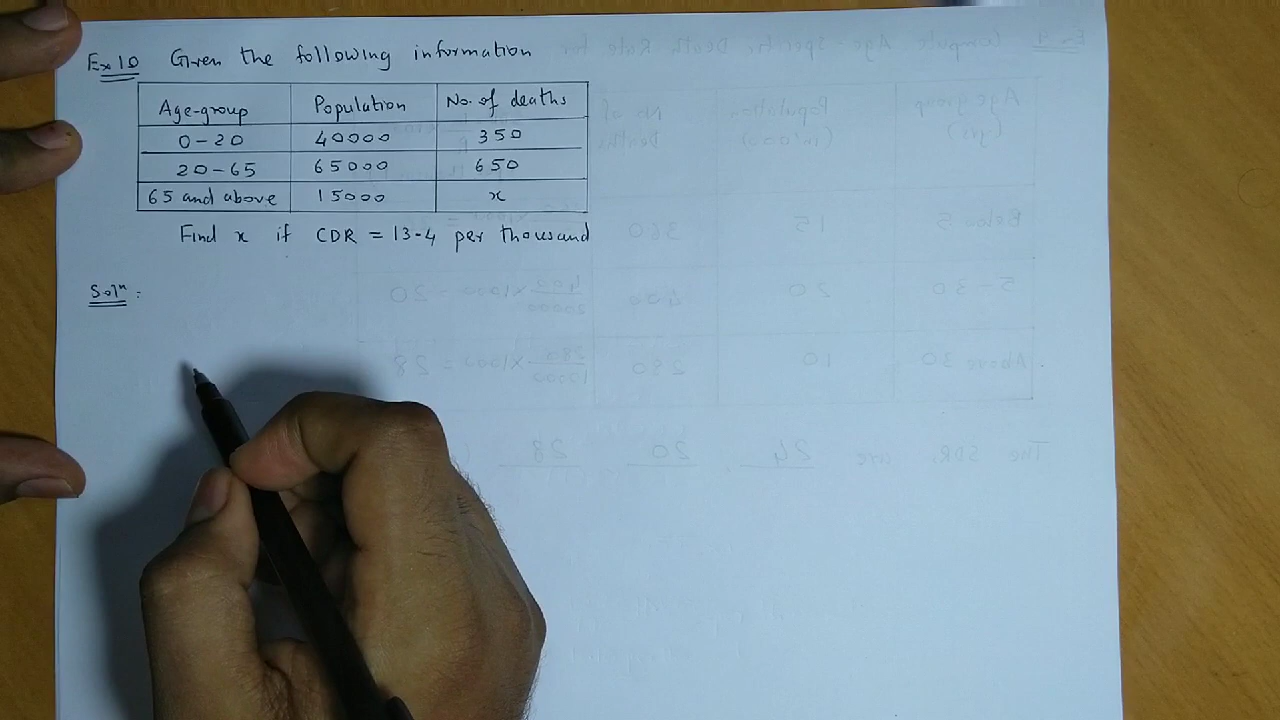 Ex 10 Given the following information
Age-group Population No. of deaths
0-20 40000 350
20-65 65000 650
65 and above 15000 x
Find x if CDR = 13.4 per thousand
Solⁿ :